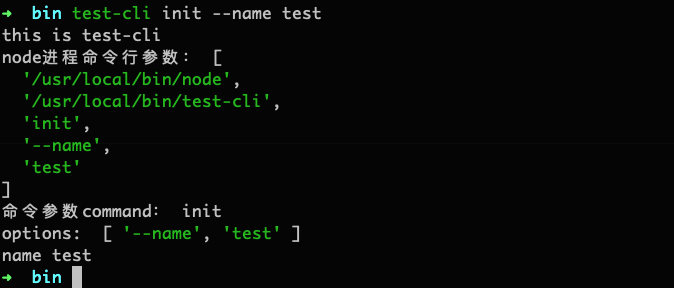 ➜  bin test-cli init --name test
this is test-cli
node进程命令行参数： [
  '/usr/local/bin/node',
  '/usr/local/bin/test-cli',
  'init',
  '--name',
  'test'
]
命令参数command： init
options:  [ '--name', 'test' ]
name test
➜  bin